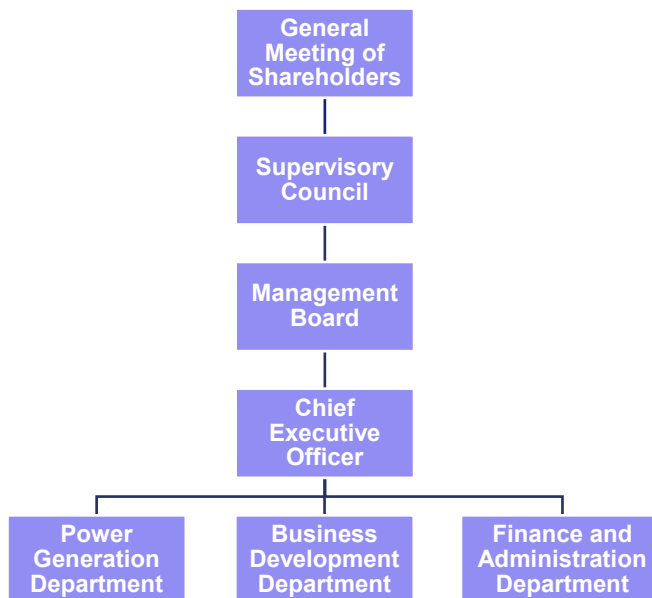 General
Meeting of
Shareholders
Supervisory
Council
Management
Board
Chief
Executive
Officer
Power
Generation
Department
Business
Development
Department
Finance and
Administration
Department